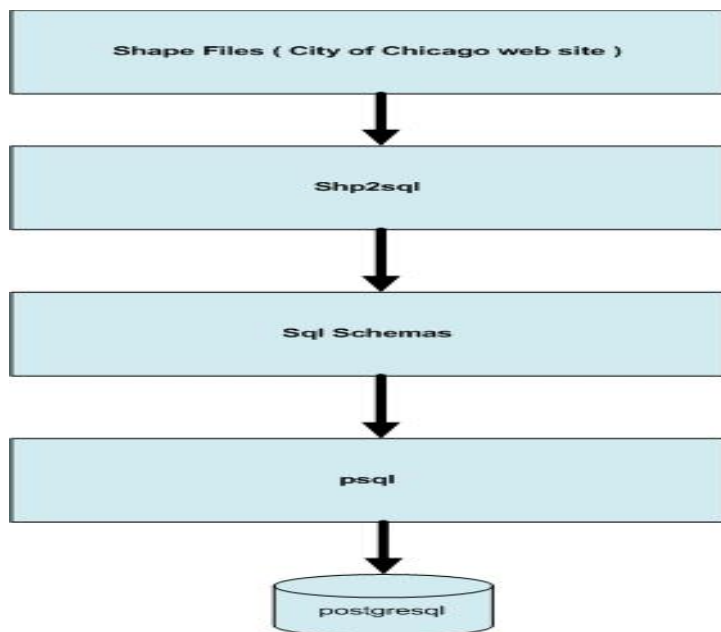 Shape Files ( City of Chicago web site )
Shp2sql
Sql Schemas
psql
postgresql